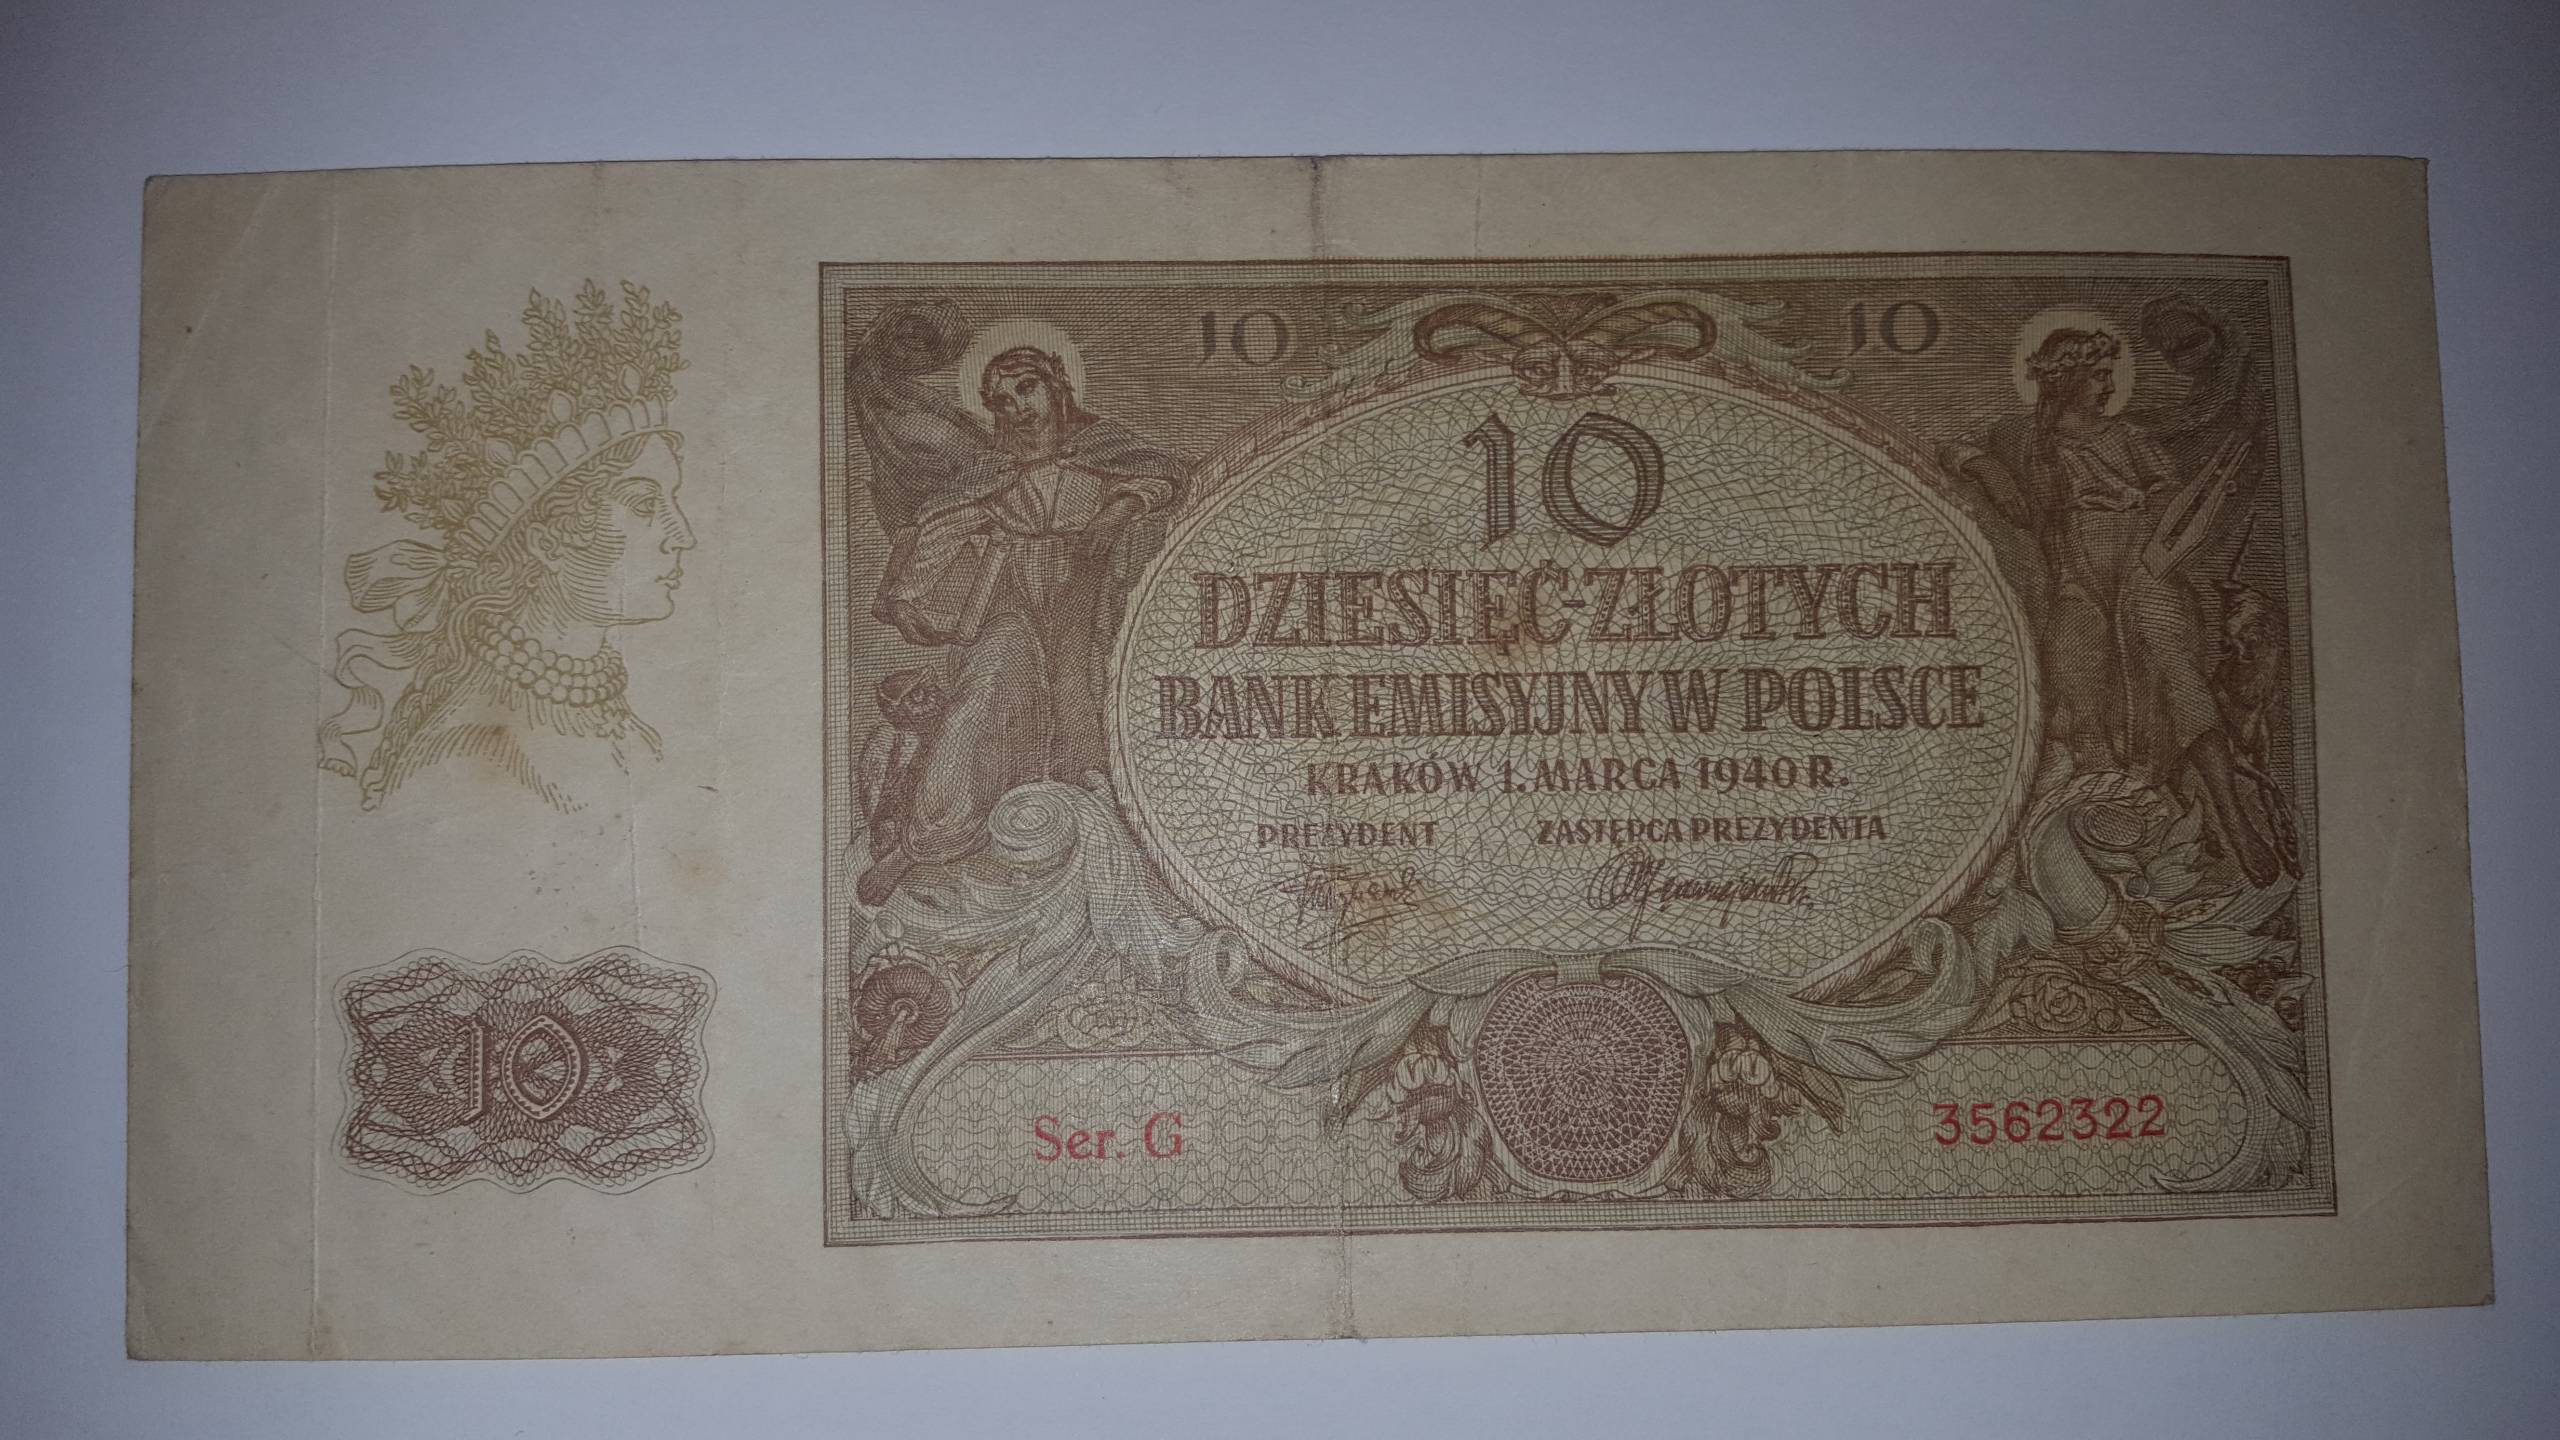 10 10
10
DZIESIĘĆ-ZŁOTYCH
BANK EMISYJNY W POLSCE
KRAKÓW 1. MARCA 1940 R.
PREZYDENT ZASTĘPCA PREZYDENTA
10
Ser. G 3562322